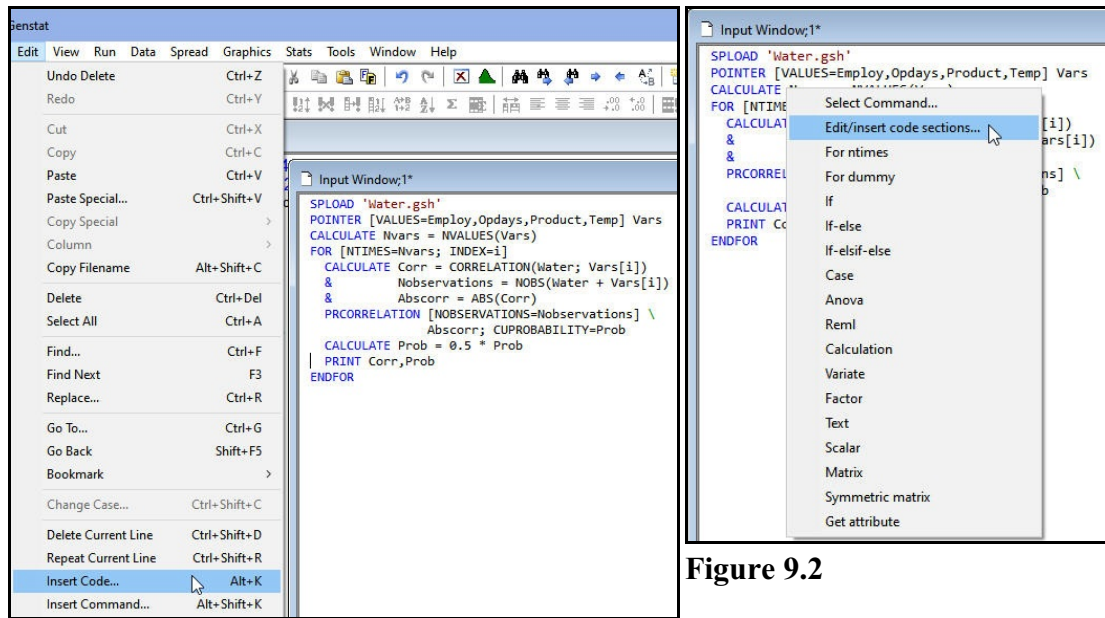 Genstat
Edit View Run Data Spread Graphics Stats Tools Window Help
Undo Delete Ctrl+Z
Redo Ctrl+Y
Cut Ctrl+X
Copy Ctrl+C
Paste Ctrl+V
Paste Special... Ctrl+Shift+V
Copy Special
Column
Copy Filename Alt+Shift+C
Delete Ctrl+Del
Select All Ctrl+A
Find... Ctrl+F
Find Next F3
Replace... Ctrl+R
Go To... Ctrl+G
Go Back Shift+F5
Bookmark
Change Case... Ctrl+Shift+C
Delete Current Line Ctrl+Shift+D
Repeat Current Line Ctrl+Shift+R
Insert Code... Alt+K
Insert Command... Alt+Shift+K
Input Window;1*
SPLOAD 'Water.gsh'
POINTER [VALUES=Employ,Opdays,Product,Temp] Vars
CALCULATE Nvars = NVALUES(Vars)
FOR [NTIMES=Nvars; INDEX=i]
CALCULATE Corr = CORRELATION(Water; Vars[i])
& Nobservations = NOBS(Water + Vars[i])
& Abscorr = ABS(Corr)
PRCORRELATION [NOBSERVATIONS=Nobservations] \
Abscorr; CUPROBABILITY=Prob
CALCULATE Prob = 0.5 * Prob
PRINT Corr,Prob
ENDFOR
Input Window;1*
SPLOAD 'Water.gsh'
POINTER [VALUES=Employ,Opdays,Product,Temp] Vars
CALCULATE
FOR [NTIME
CALCULAT s[i])
& ars[i])
&
PRCORREL ns] \
b
CALCULAT
PRINT Co
ENDFOR
Select Command...
Edit/insert code sections...
For ntimes
For dummy
If
If-else
If-elsif-else
Case
Anova
Reml
Calculation
Variate
Factor
Text
Scalar
Matrix
Symmetric matrix
Get attribute
Figure 9.2